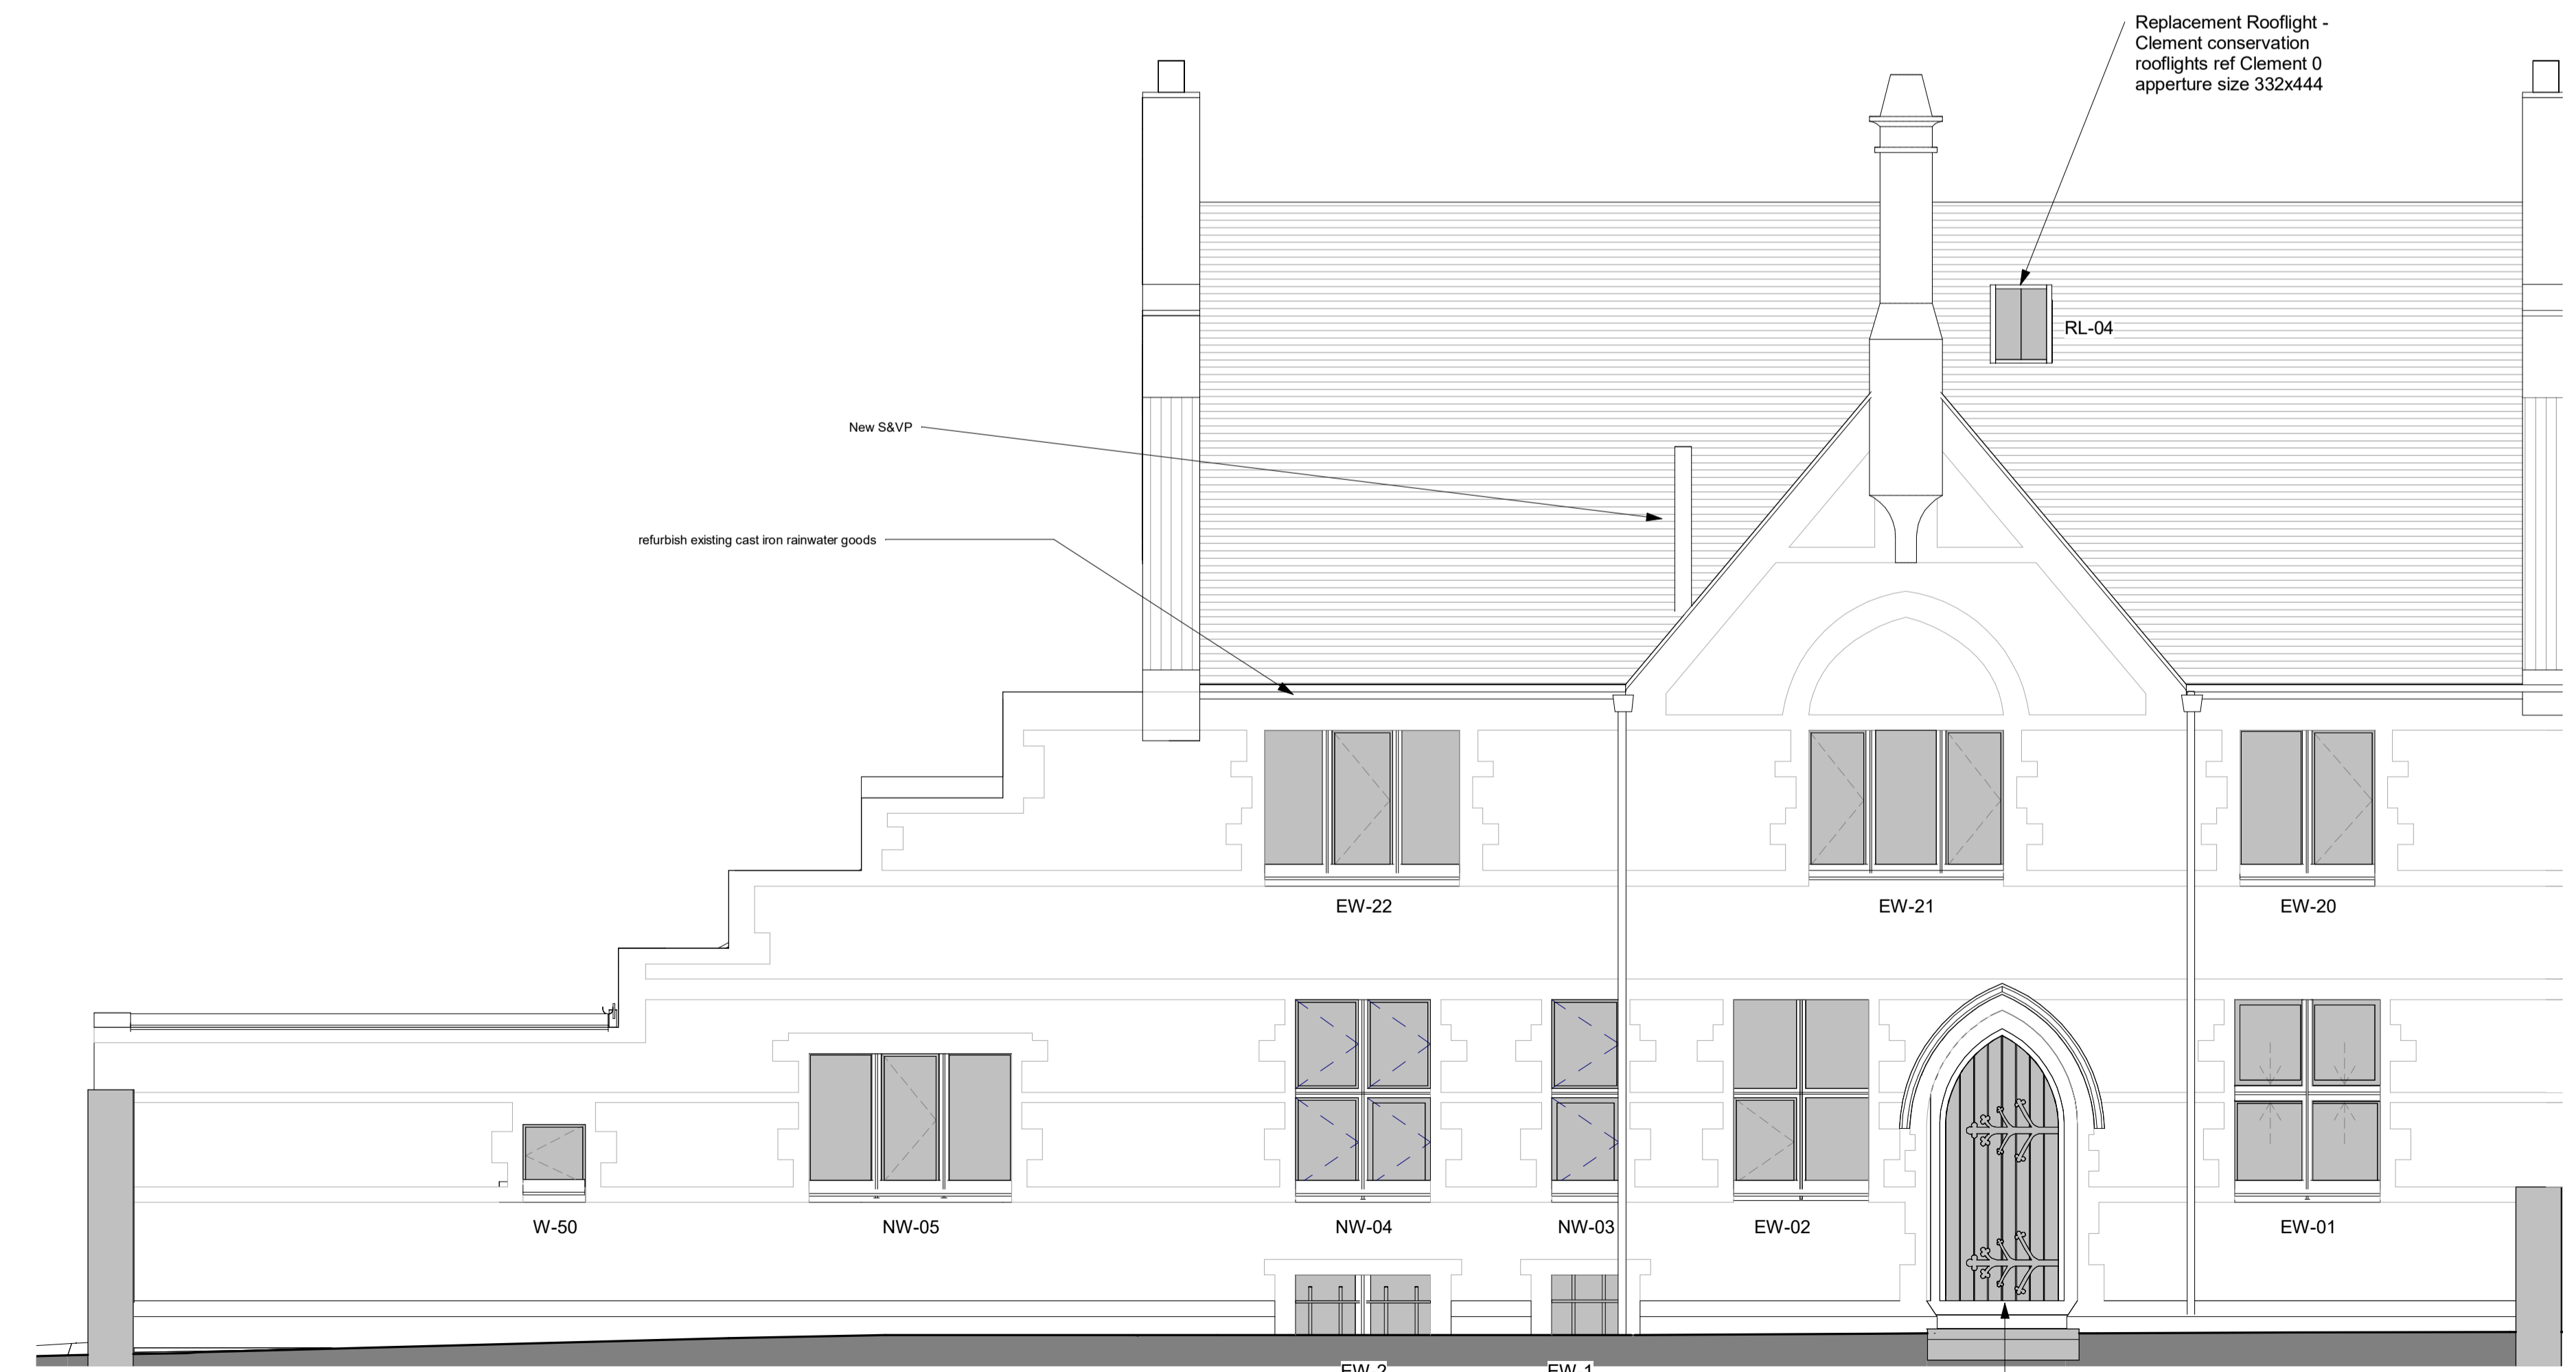 Replacement Rooflight -
Clement conservation
rooflights ref Clement 0
apperture size 332x444
RL-04
New S&VP
refurbish existing cast iron rainwater goods
EW-22
EW-21
EW-20
W-50
NW-05
NW-04
NW-03
EW-02
EW-01